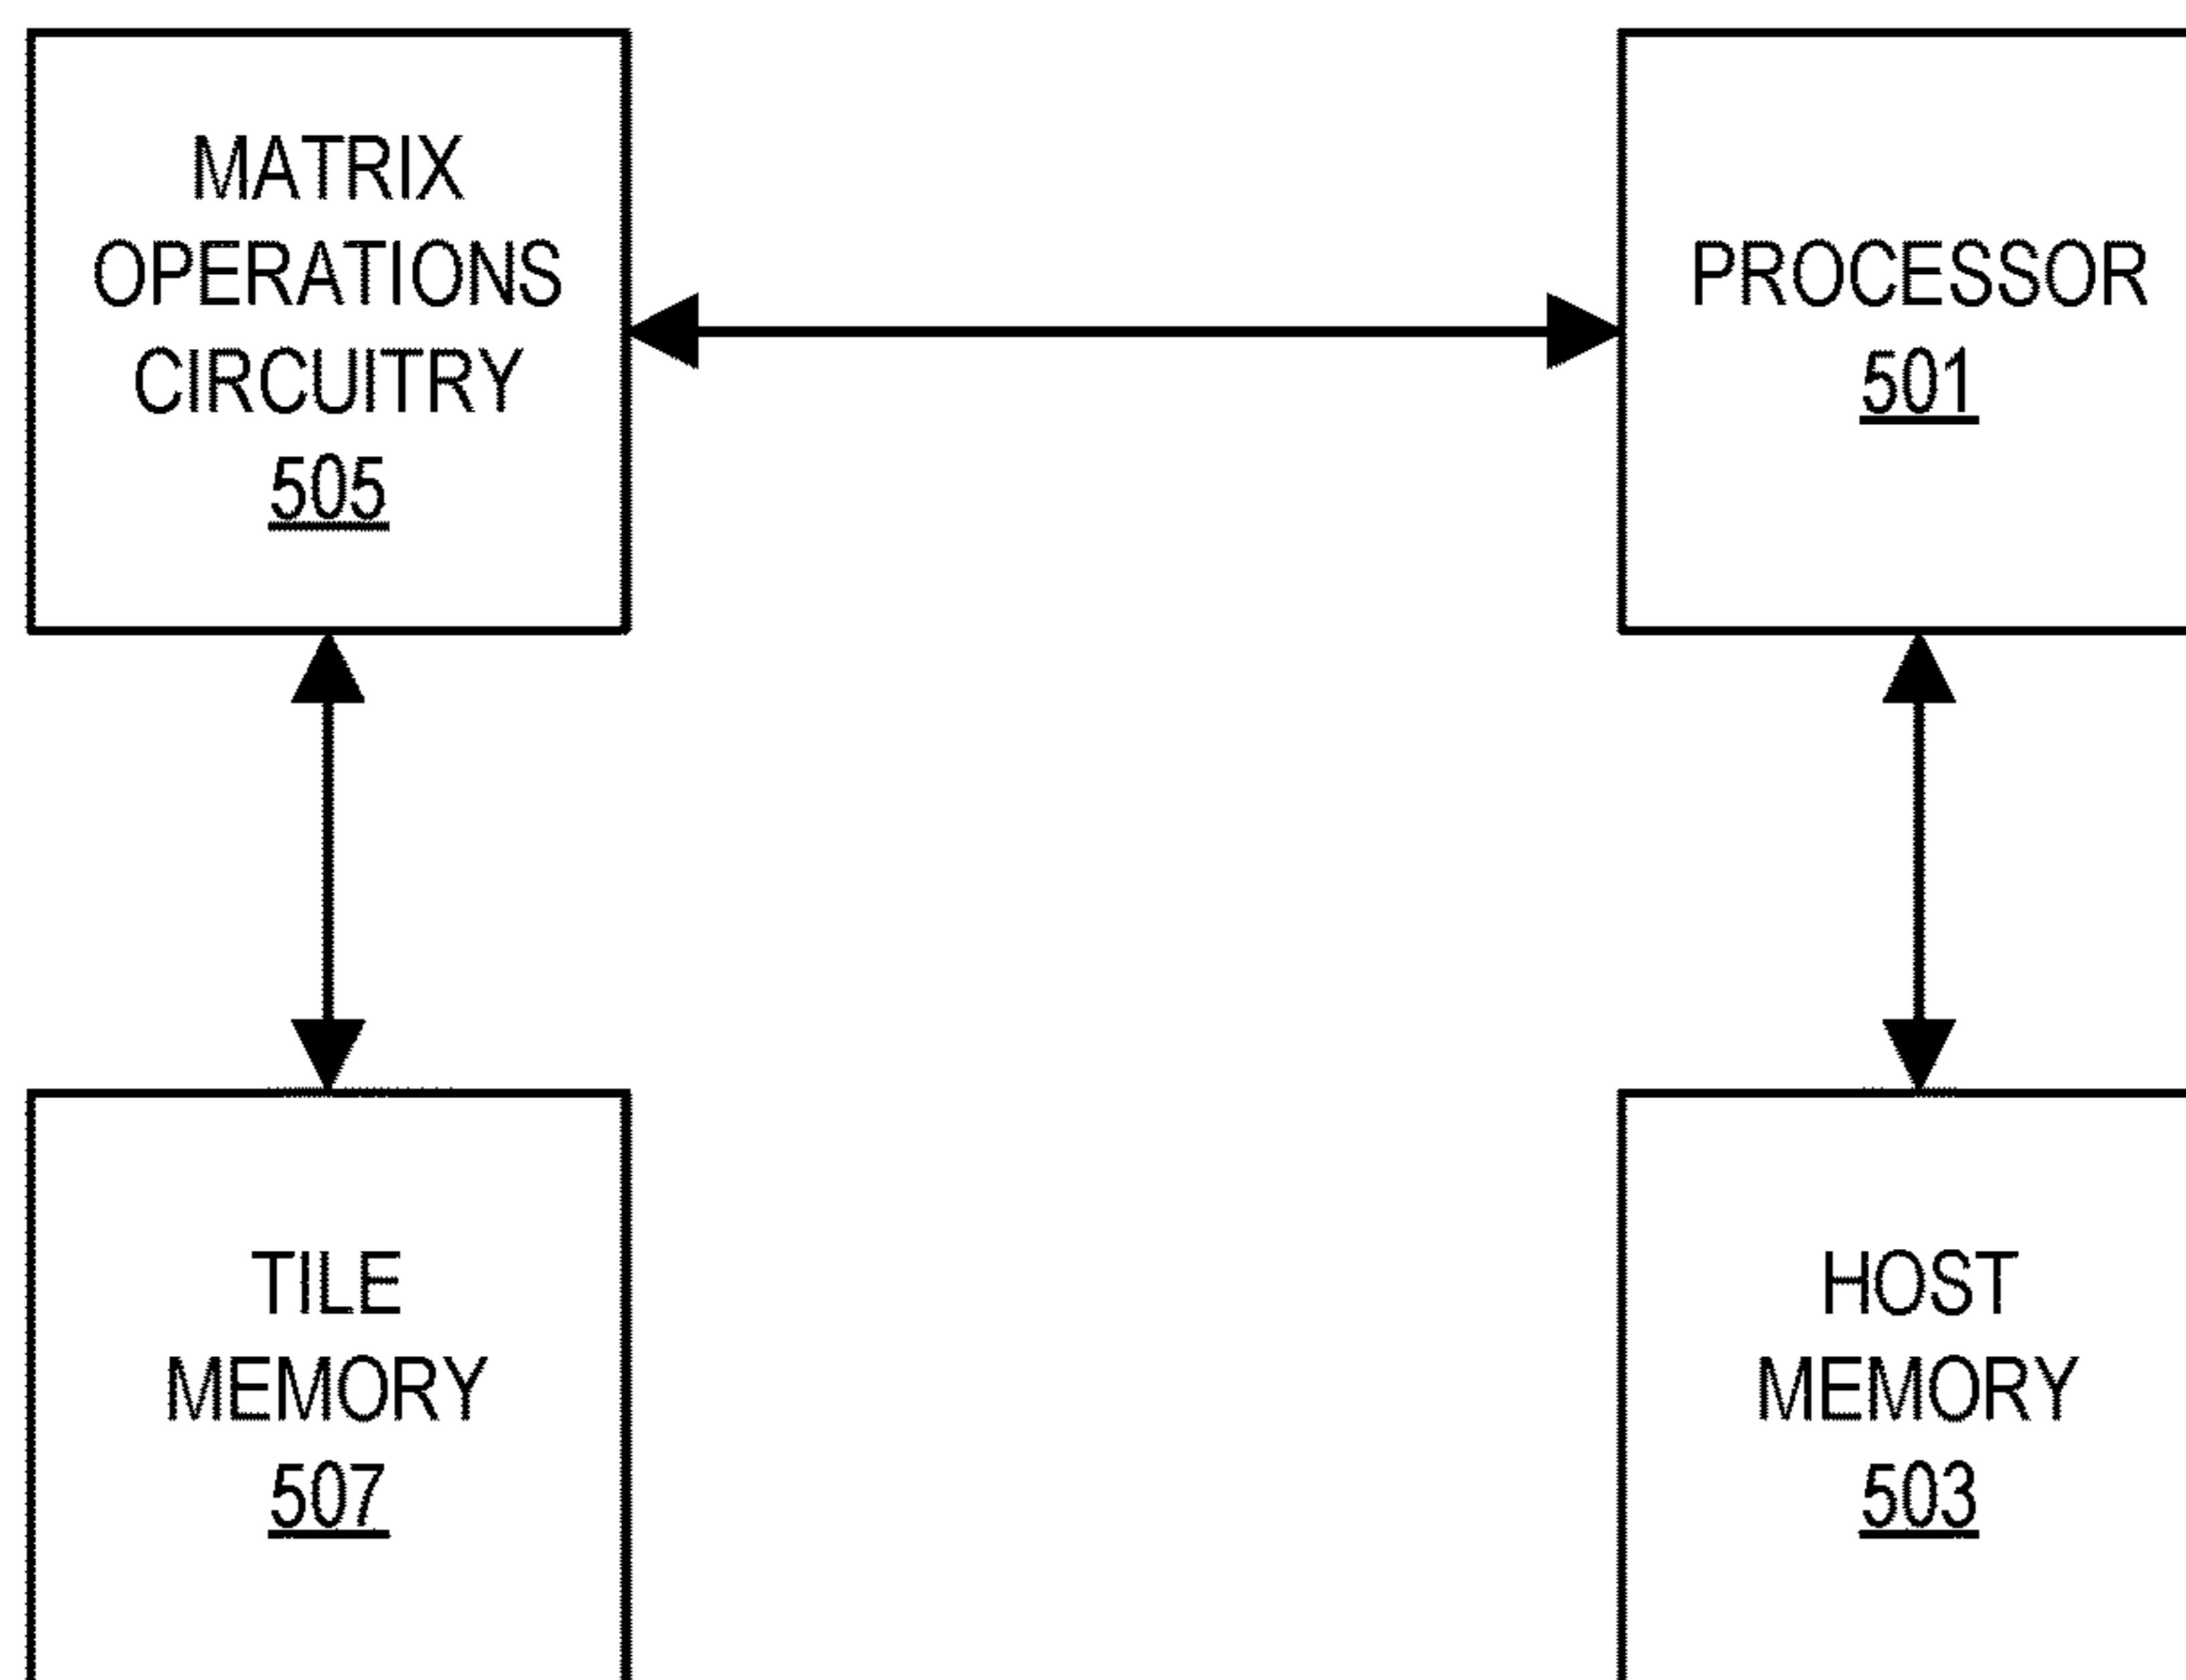 MATRIX
OPERATIONS
CIRCUITRY
505
PROCESSOR
501
TILE
MEMORY
507
HOST
MEMORY
503